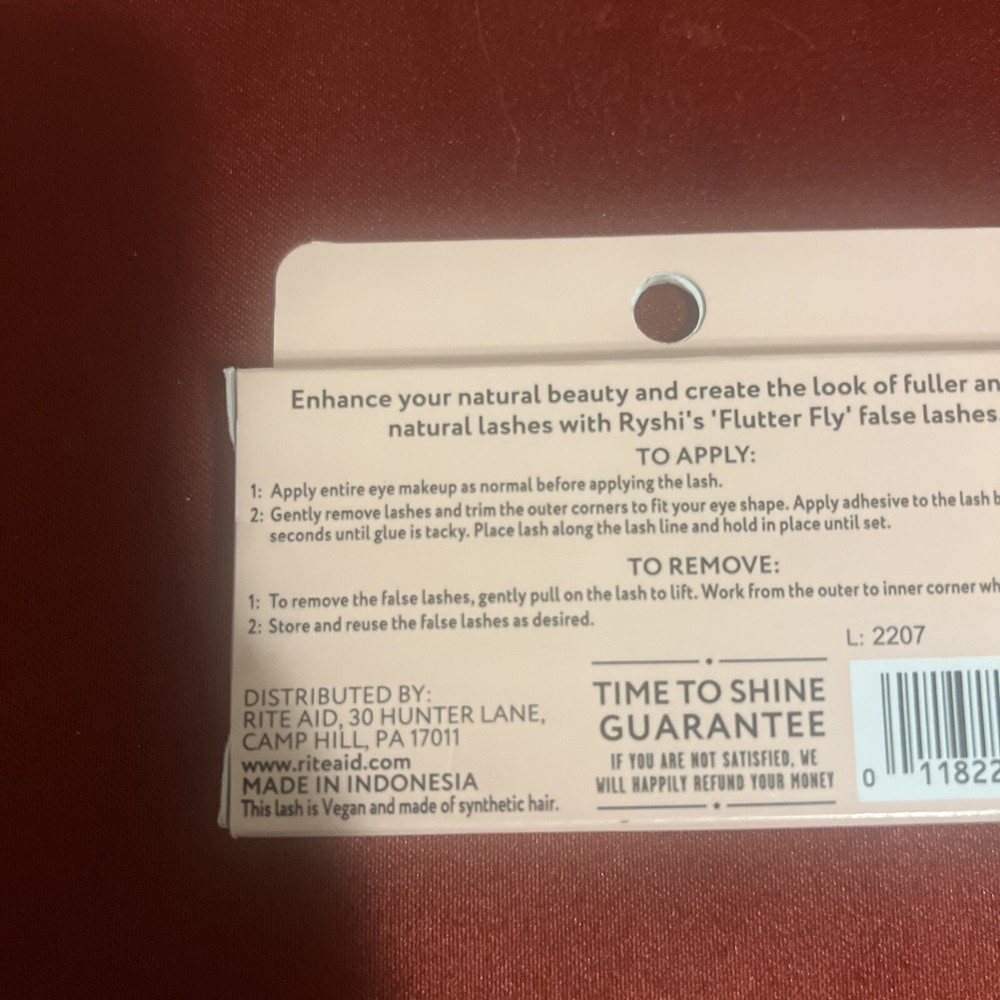 Enhance your natural beauty and create the look of fuller an
natural lashes with Ryshi's 'Flutter Fly' false lashes.
TO APPLY:
1: Apply entire eye makeup as normal before applying the lash.
2: Gently remove lashes and trim the outer corners to fit your eye shape. Apply adhesive to the lash b
seconds until glue is tacky. Place lash along the lash line and hold in place until set.
TO REMOVE:
1: To remove the false lashes, gently pull on the lash to lift. Work from the outer to inner corner wh
2: Store and reuse the false lashes as desired.
L: 2207
DISTRIBUTED BY:
RITE AID, 30 HUNTER LANE,
CAMP HILL, PA 17011
www.riteaid.com
MADE IN INDONESIA
This lash is Vegan and made of synthetic hair.
TIME TO SHINE
GUARANTEE
IF YOU ARE NOT SATISFIED, WE
WILL HAPPILY REFUND YOUR MONEY
0 11822